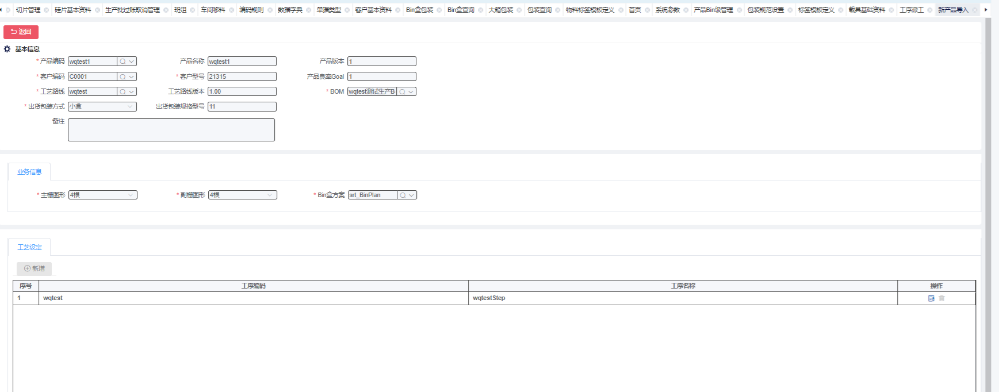 切片管理 硅片基本资料 生产批过账取消管理 班组 车间移料 编码规则 数据字典 单据类型 客户基本资料 Bin盒包装 Bin盒查询 大箱包装 包装查询 物料标签模板定义 首页 系统参数 产品Bin级管理 包装规范设置 标签模板定义 载具基础资料 工序派工 新产品导入
返回
基本信息
* 产品编码 wqtest1 产品名称 wqtest1 产品版本 1
* 客户编码 C0001 * 客户型号 21315 产品良率Goal 1
* 工艺路线 wqtest 工艺路线版本 1.00 * BOM wqtest测试生产B
* 出货包装方式 小盒 出货包装规格型号 11
备注
业务信息
* 主栅图形 4根 * 副栅图形 4根 * Bin盒方案 srt_BinPlan
工艺设定
新增
序号 工序编码 工序名称 操作
1 wqtest wqtestStep